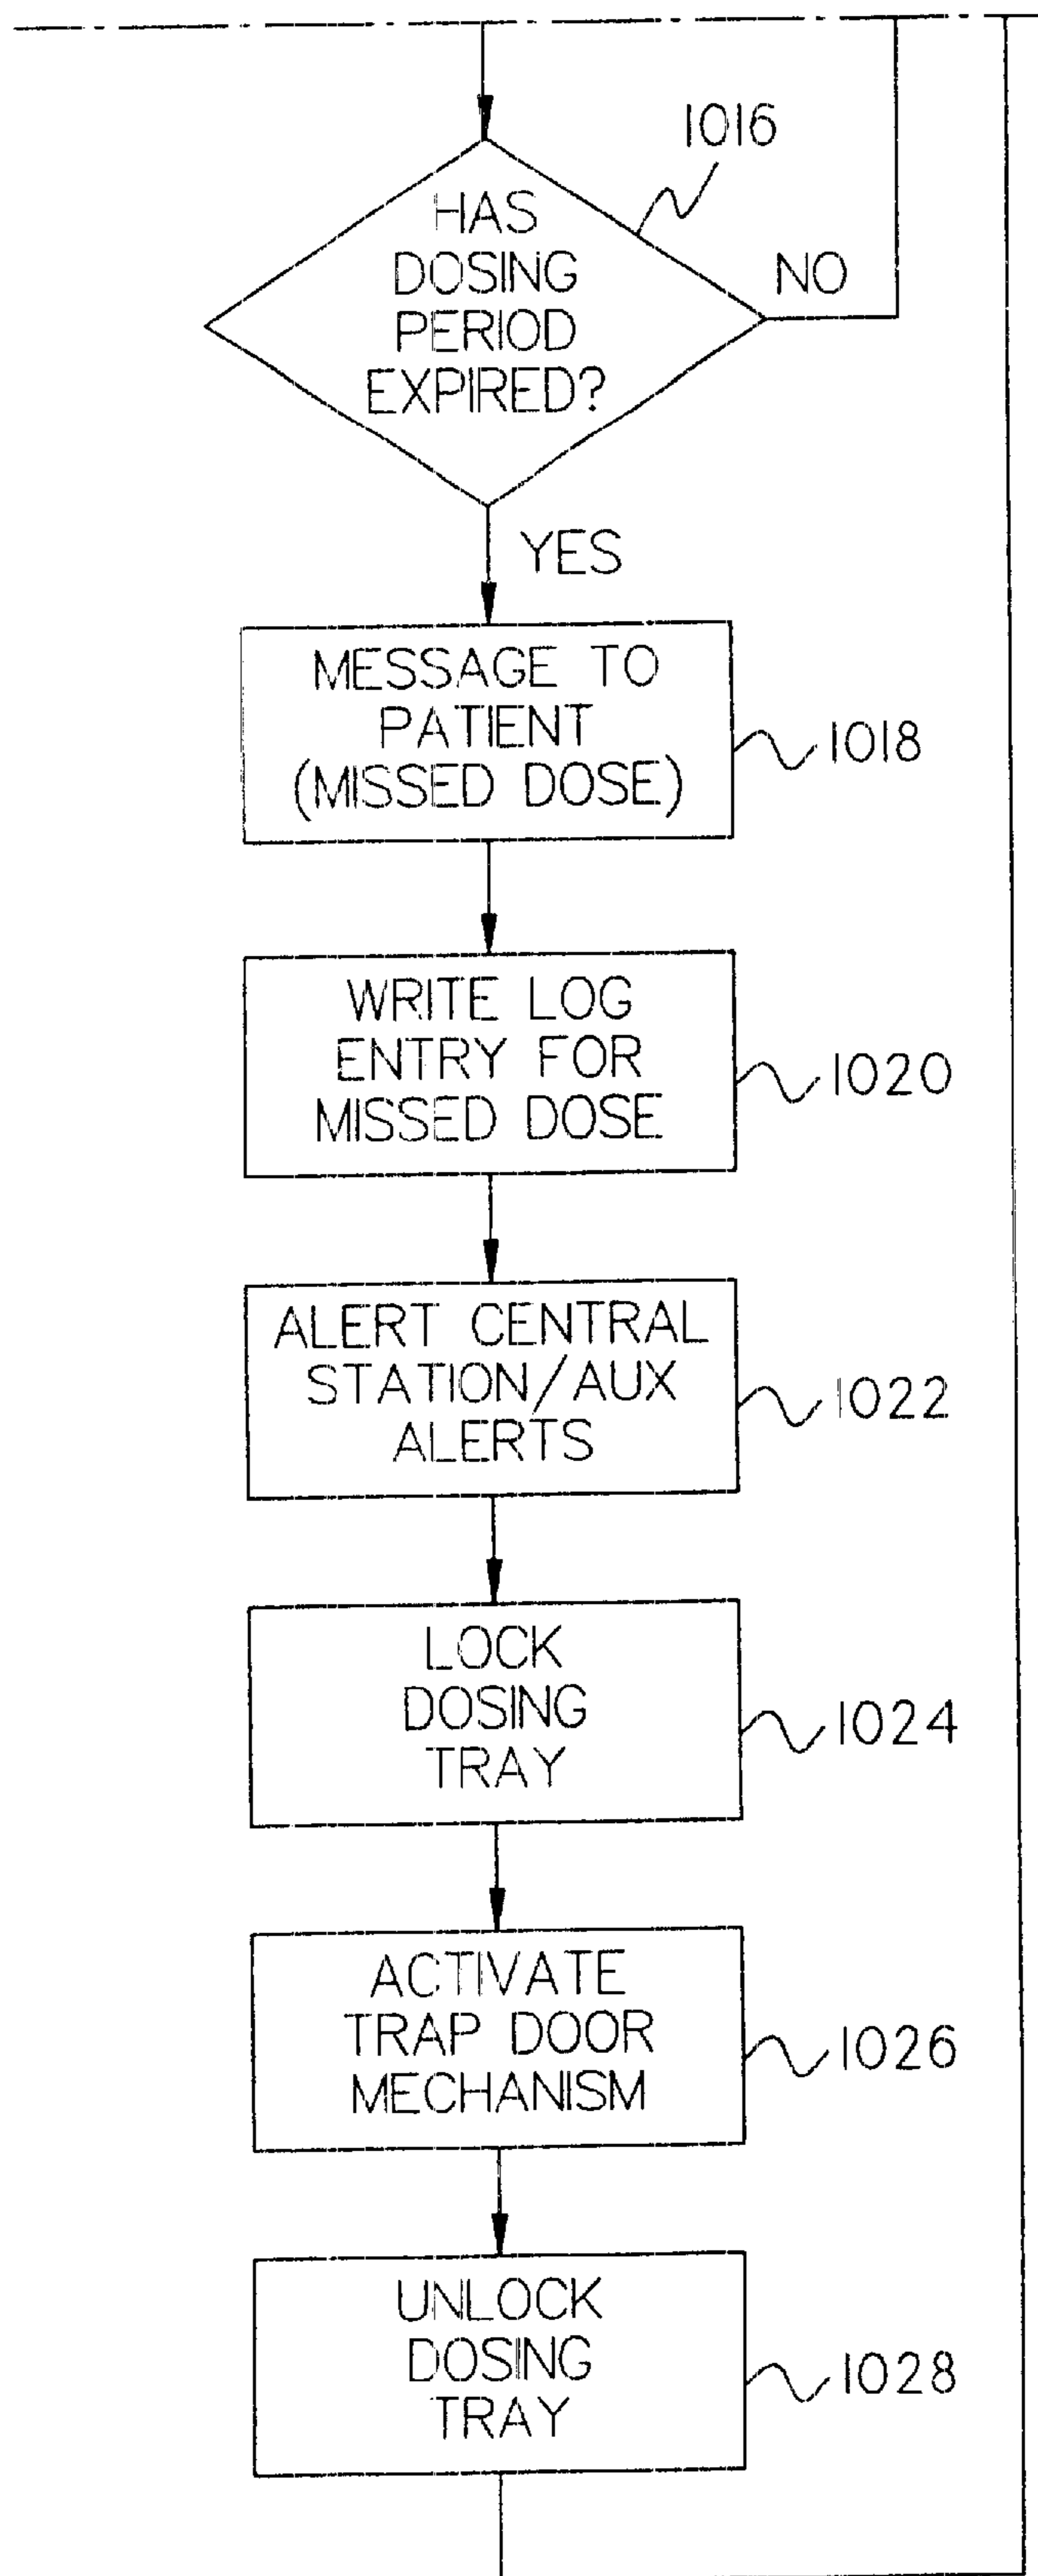 1016
HAS
DOSING
PERIOD
EXPIRED?
NO
YES
MESSAGE TO
PATIENT
(MISSED DOSE)
1018
WRITE LOG
ENTRY FOR
MISSED DOSE
1020
ALERT CENTRAL
STATION/AUX
ALERTS
1022
LOCK
DOSING
TRAY
1024
ACTIVATE
TRAP DOOR
MECHANISM
1026
UNLOCK
DOSING
TRAY
1028